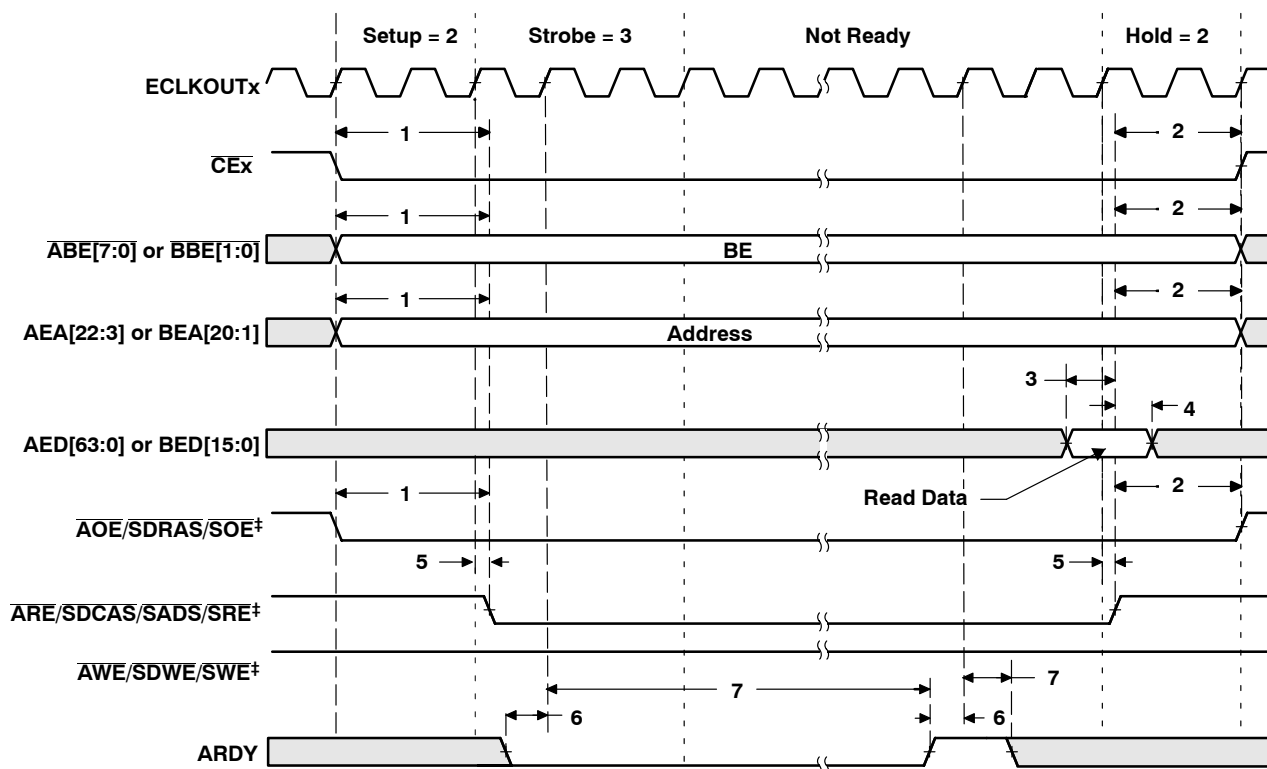 Setup = 2 Strobe = 3 Not Ready Hold = 2
ECLKOUTx
1 2
CEx
1 2
ABE[7:0] or BBE[1:0] BE
1 2
AEA[22:3] or BEA[20:1] Address
3
4
AED[63:0] or BED[15:0]
1 Read Data 2
AOE/SDRAS/SOE‡
5 5
ARE/SDCAS/SADS/SRE‡
AWE/SDWE/SWE‡
7 7
6 6
ARDY